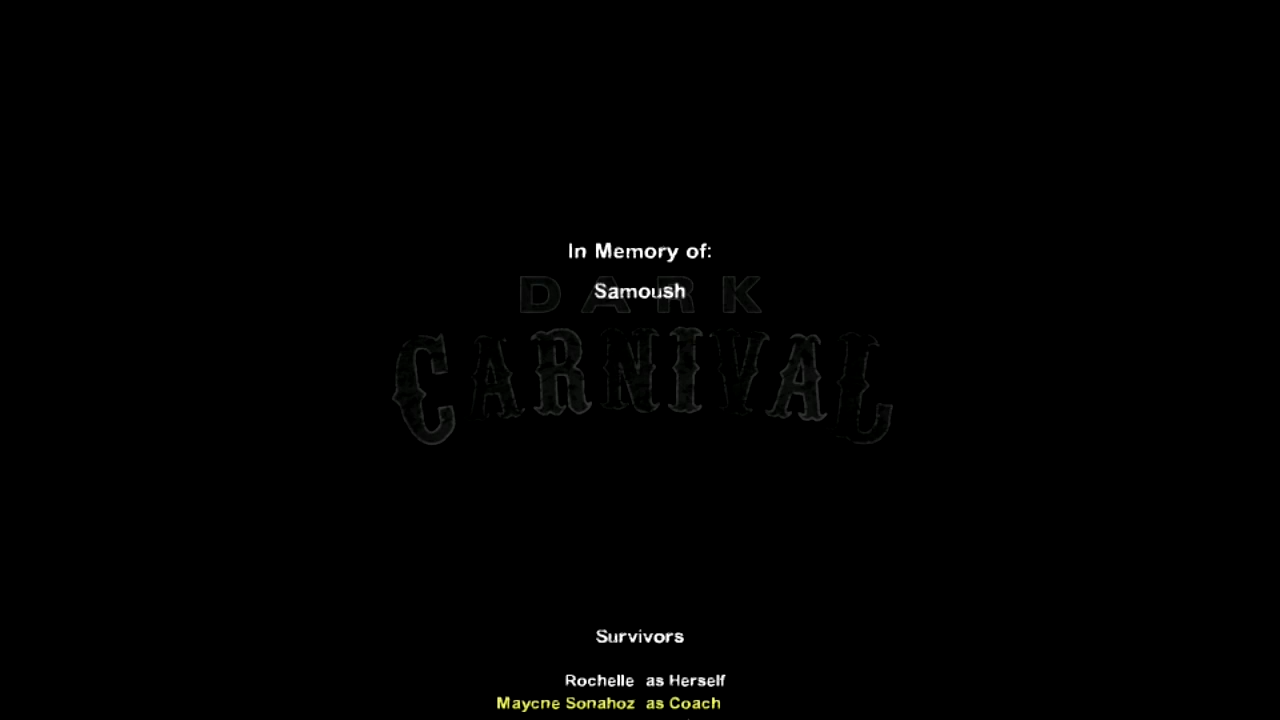 In Memory of:
Samoush
DARK
CARNIVAL
Survivors
Rochelle as Herself
Maycne Sonahoz as Coach